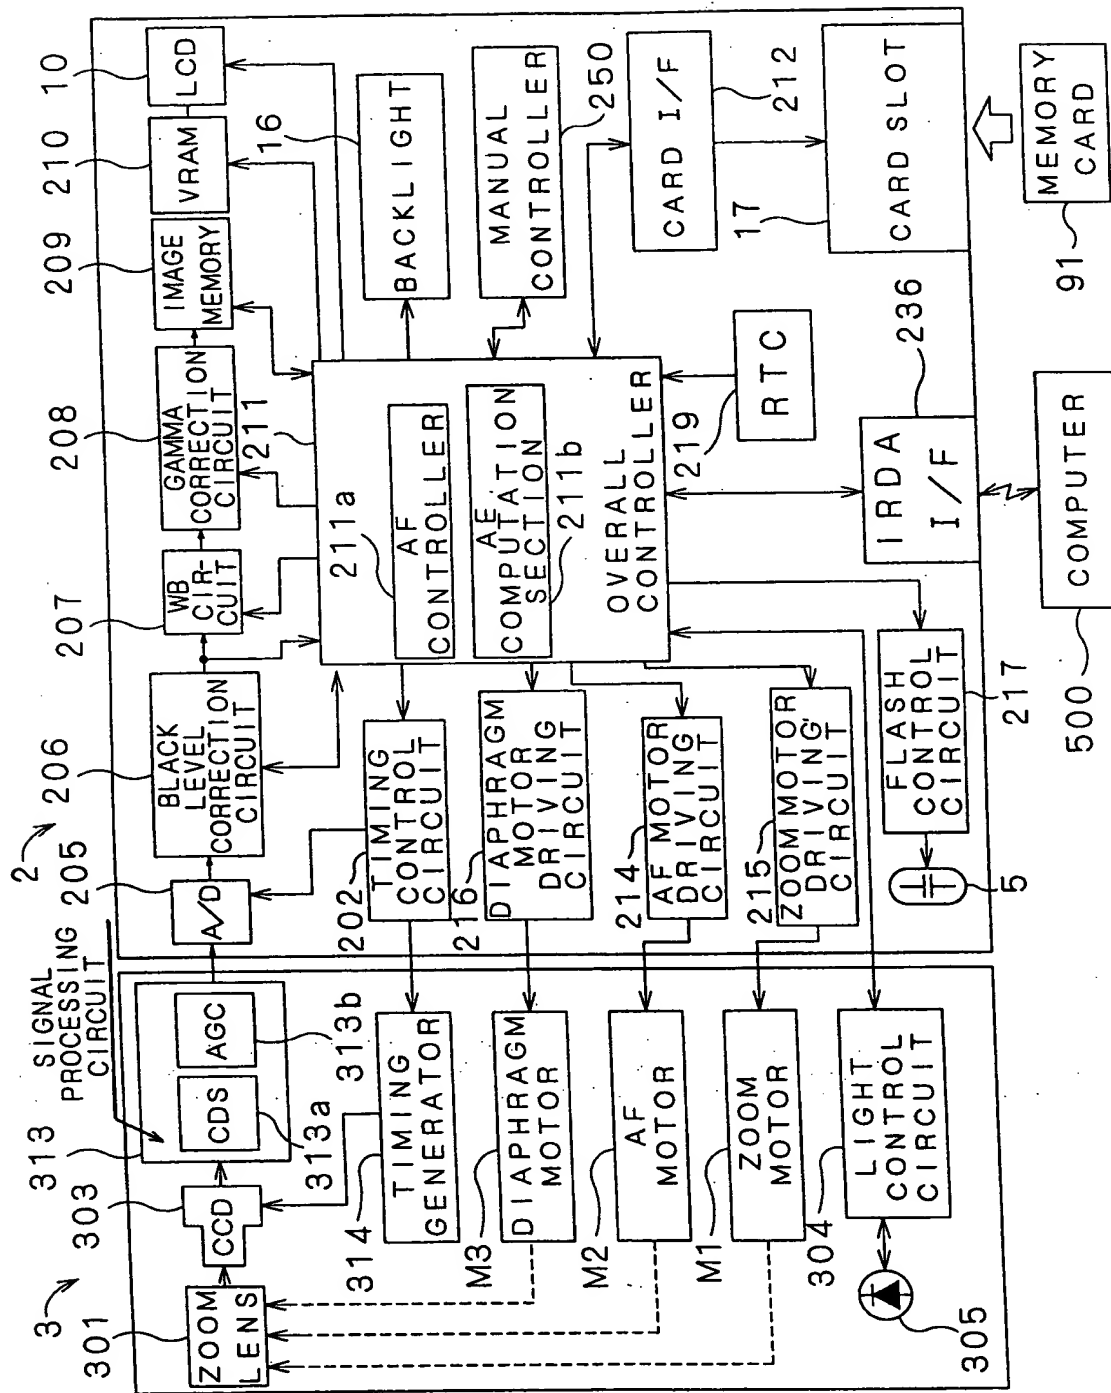 3
301
ZOOM
LENS
303
CCD
313
SIGNAL
PROCESSING
CIRCUIT
CDS
313a
AGC
313b
314
TIMING
GENERATOR
M3
DIAPHRAGM
MOTOR
M2
AF
MOTOR
M1
ZOOM
MOTOR
304
LIGHT
CONTROL
CIRCUIT
305
2
205
A/D
206
BLACK
LEVEL
CORRECTION
CIRCUIT
207
WB
CIR-
CUIT
208
GAMMA
CORRECTION
CIRCUIT
209
IMAGE
MEMORY
210
VRAM
10
LCD
202
TIMING
CONTROL
CIRCUIT
216
DIAPHRAGM
MOTOR
DRIVING
CIRCUIT
214
AF MOTOR
DRIVING
CIRCUIT
215
ZOOM MOTOR
DRIVING
CIRCUIT
5
FLASH
CONTROL
CIRCUIT
217
211
211a
AF
CONTROLLER
AE
COMPUTATION
SECTION
211b
OVERALL
CONTROLLER
16
BACKLIGHT
MANUAL
CONTROLLER
250
CARD I/F
212
219
RTC
17
CARD SLOT
IRDA
I/F
236
500
COMPUTER
91
MEMORY
CARD